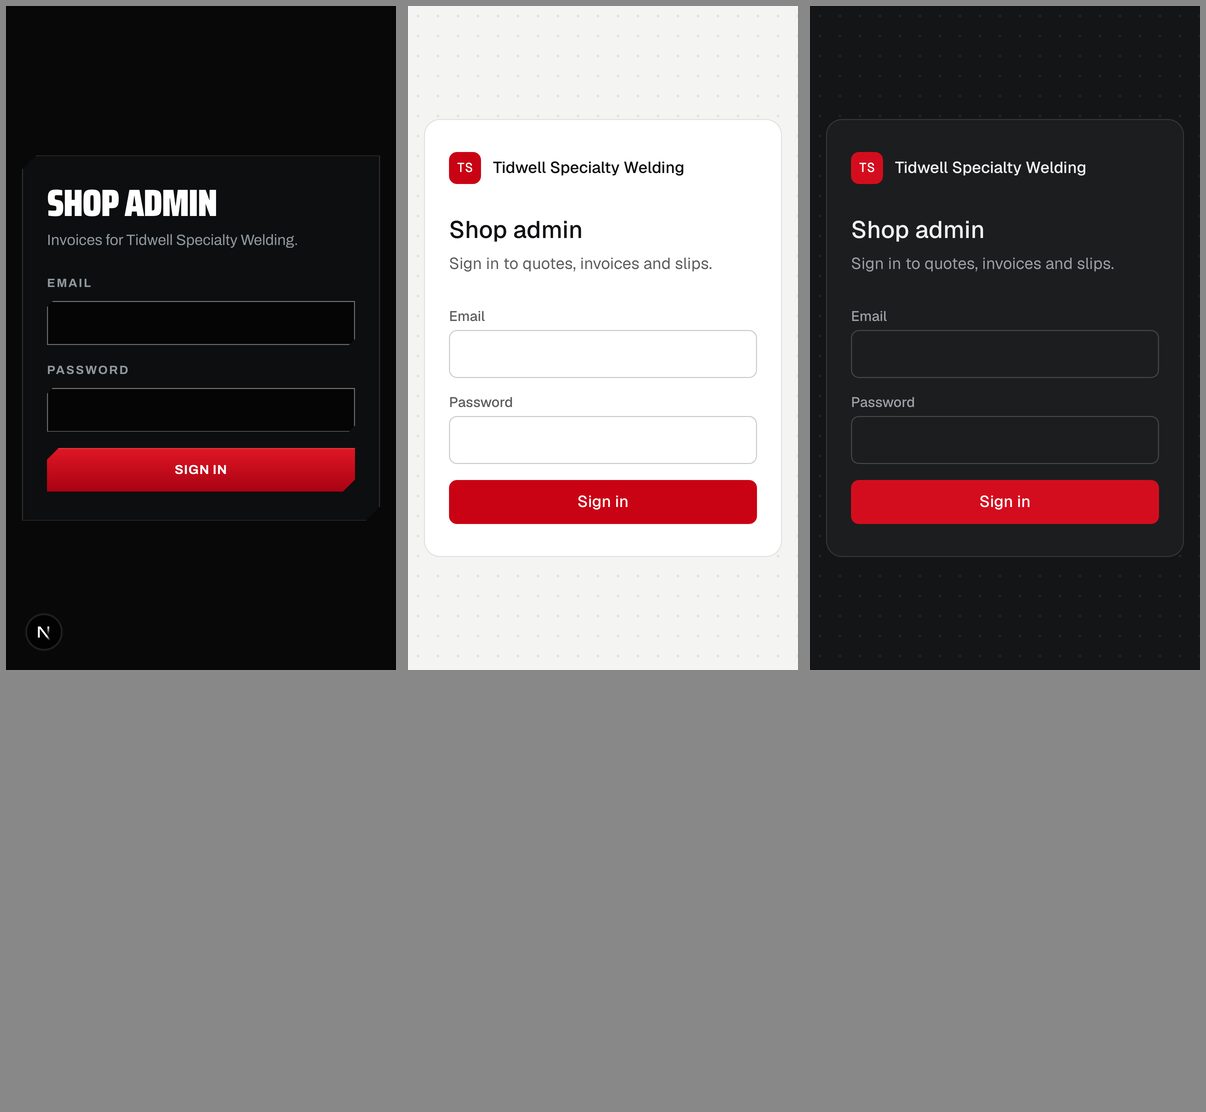 SHOP ADMIN
Invoices for Tidwell Specialty Welding.
EMAIL
PASSWORD
SIGN IN
N
TS Tidwell Specialty Welding
Shop admin
Sign in to quotes, invoices and slips.
Email
Password
Sign in
TS Tidwell Specialty Welding
Shop admin
Sign in to quotes, invoices and slips.
Email
Password
Sign in